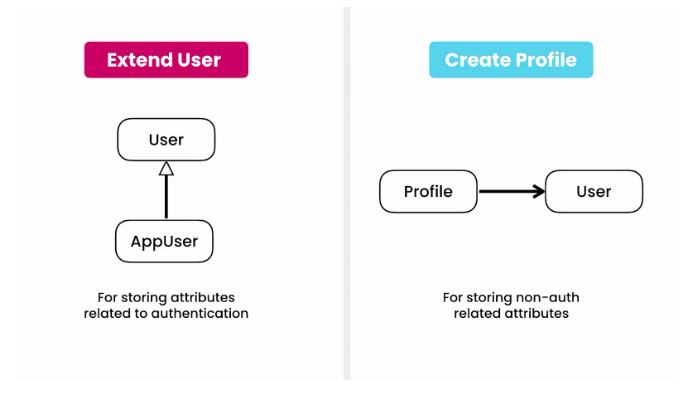 Extend User
User
AppUser
For storing attributes
related to authentication
Create Profile
Profile
User
For storing non-auth
related attributes